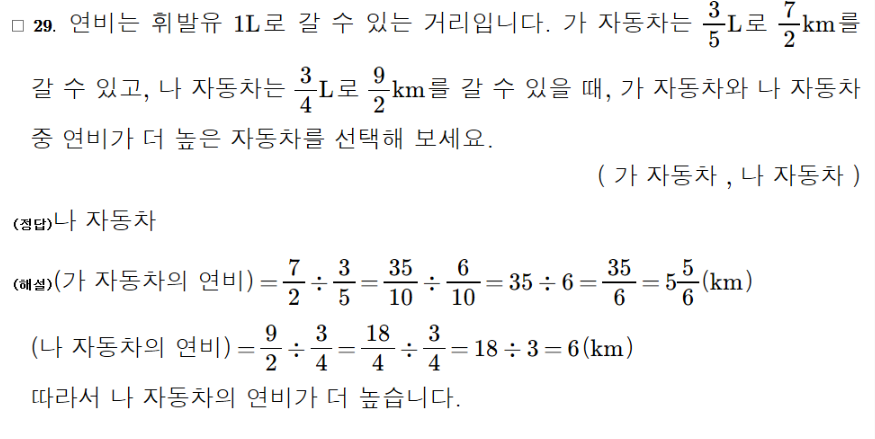 □ 29. 연비는 휘발유 1L로 갈 수 있는 거리입니다. 가 자동차는 3/5L로 7/2km를
갈 수 있고, 나 자동차는 3/4L로 9/2km를 갈 수 있을 때, 가 자동차와 나 자동차
중 연비가 더 높은 자동차를 선택해 보세요.
( 가 자동차 , 나 자동차 )
(정답)나 자동차
(해설)(가 자동차의 연비)=7/2÷3/5=35/10÷6/10=35÷6=35/6=5 5/6(km)
(나 자동차의 연비)=9/2÷3/4=18/4÷3/4=18÷3=6(km)
따라서 나 자동차의 연비가 더 높습니다.